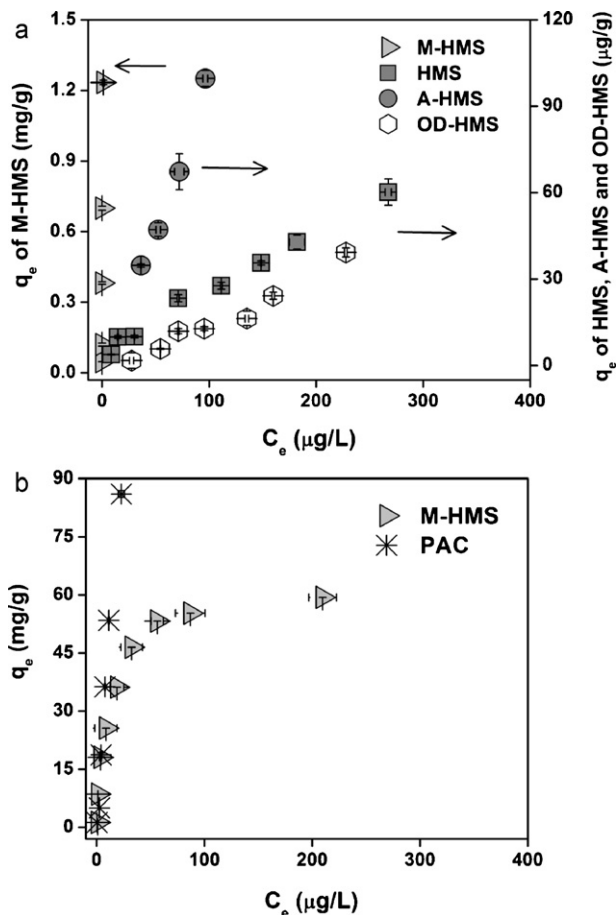 a
1.5
1.2
0.9
0.6
0.3
0.0
q_e of M-HMS (mg/g)
M-HMS
HMS
A-HMS
OD-HMS
120
90
60
30
0
q_e of HMS, A-HMS and OD-HMS (µg/g)
0 100 200 300 400
C_e (µg/L)
b
90
75
60
45
30
15
0
q_e (mg/g)
M-HMS
PAC
0 100 200 300 400
C_e (µg/L)